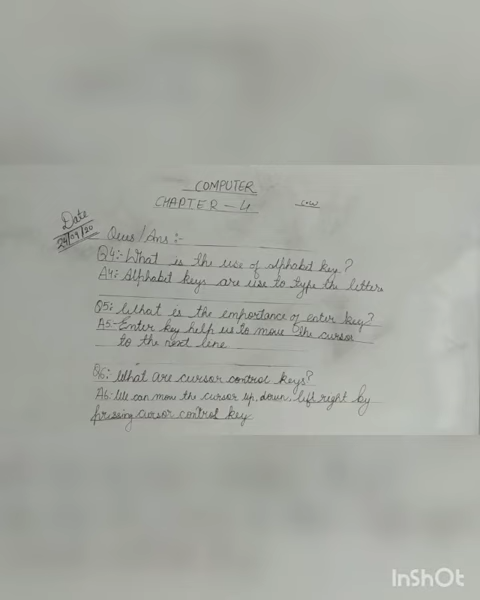 COMPUTER
CHAPTER - 4
C.W
Date
24/09/20
Ques/Ans:-
Q4: What is the use of alphabet key?
A4: Alphabet keys are use to type the letters
Q5: What is the emportance of enter key?
A5- Enter key help us to move the cursor
to the next line
Q6: What are cursor control keys?
A6: We can move the cursor up, down, left right by
prissing cursor control key
InShOt